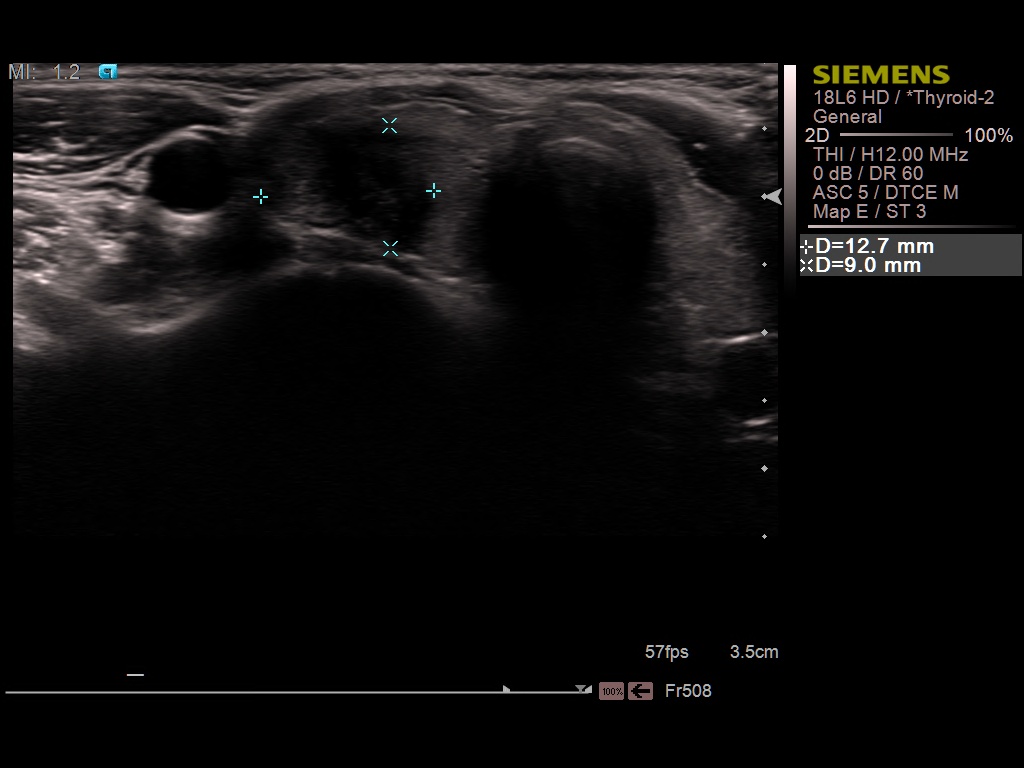 MI: 1.2
SIEMENS
18L6 HD / *Thyroid-2
General
2D 100%
THI / H12.00 MHz
0 dB / DR 60
ASC 5 / DTCE M
Map E / ST 3
D=12.7 mm
D=9.0 mm
57fps 3.5cm
100% Fr508